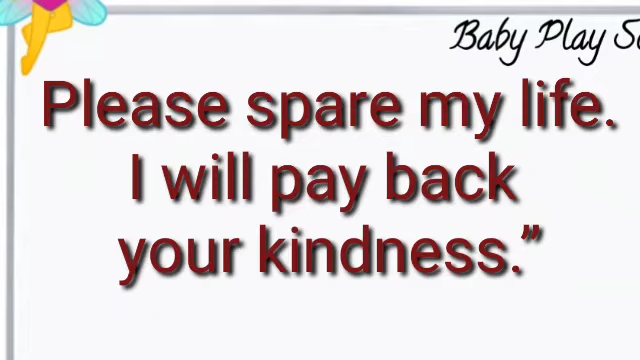 Baby Play
Please spare my life.
I will pay back
your kindness.”